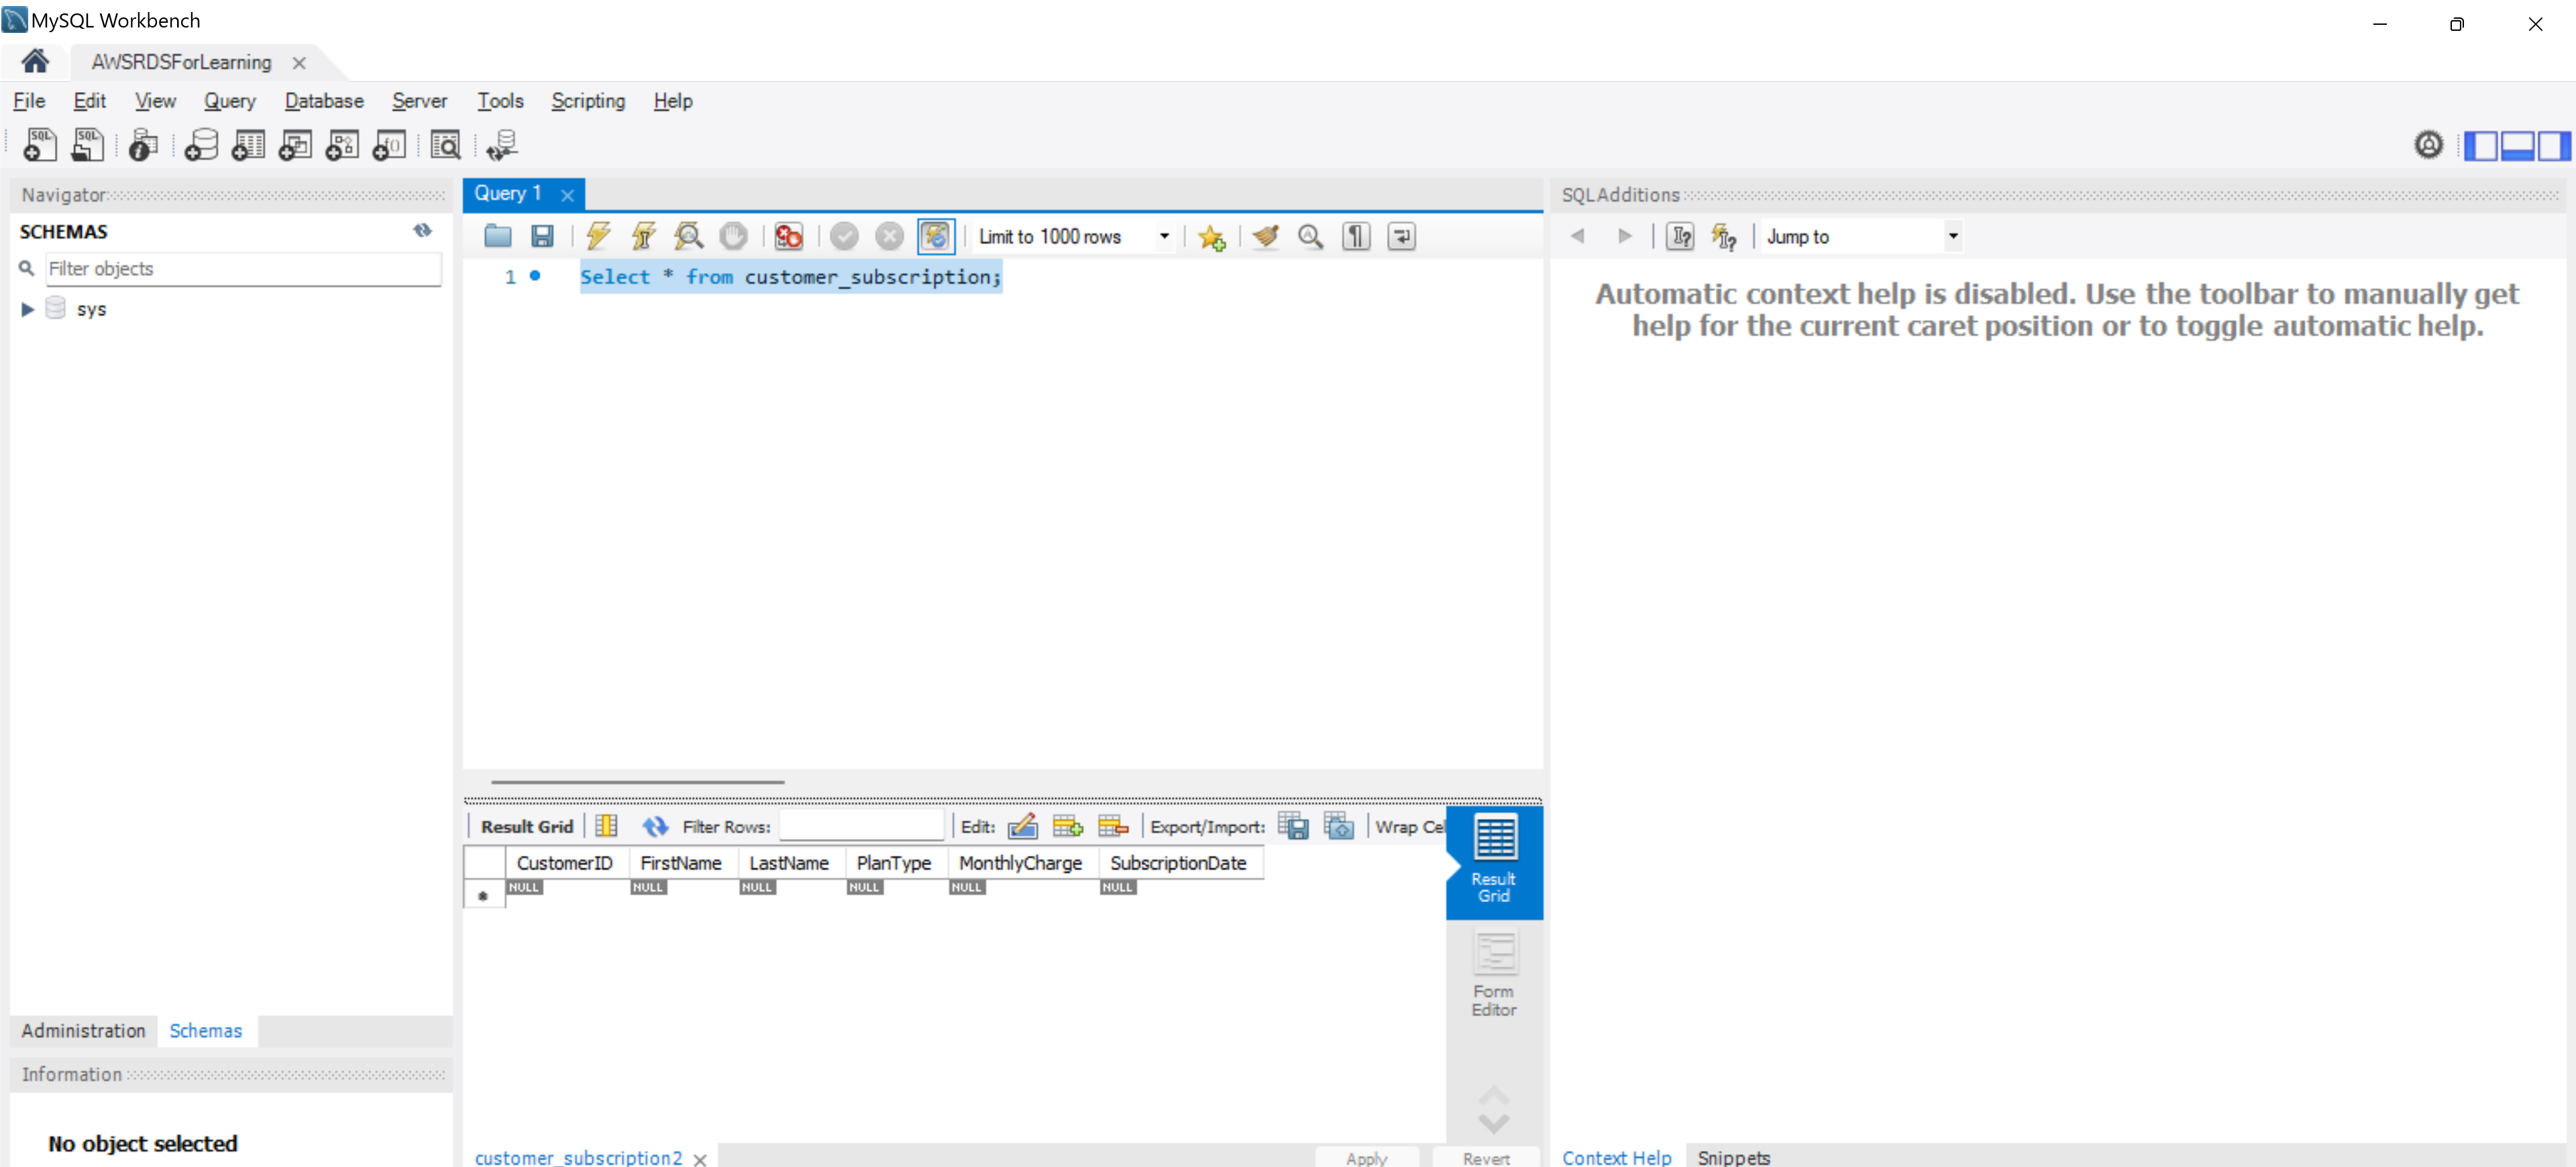 MySQL Workbench
AWSRDSForLearning
File Edit View Query Database Server Tools Scripting Help
SQL SQL
Navigator
SCHEMAS
Filter objects
sys
Administration Schemas
Information
No object selected
Query 1
Limit to 1000 rows
1 Select * from customer_subscription;
Result Grid Filter Rows: Edit: Export/Import: Wrap Cel
CustomerID FirstName LastName PlanType MonthlyCharge SubscriptionDate
NULL NULL NULL NULL NULL NULL
Result
Grid
Form
Editor
customer_subscription2 Apply Revert
SQLAdditions
Jump to
Automatic context help is disabled. Use the toolbar to manually get
help for the current caret position or to toggle automatic help.
Context Help Snippets